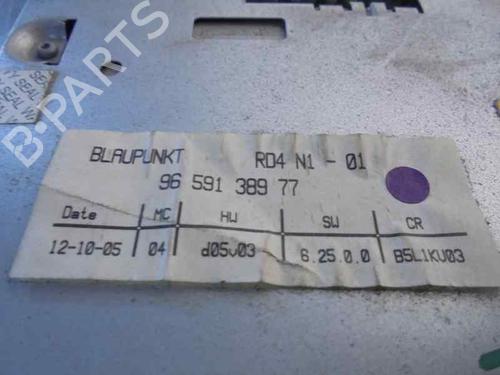 B-PARTS
BLAUPUNKT RD4 N1 - 01
96 591 389 77
Date MC HW SW CR
12-10-05 04 d05v03 6.25.0.0 B5L1KU03